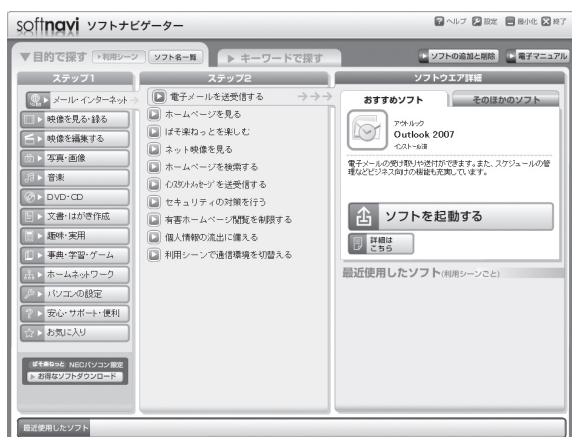 softnavi ソフトナビゲーター
ヘルプ 設定 最小化 終了
▼目的で探す ▶利用シーン ソフト名一覧 ▶ キーワードで探す ソフトの追加と削除 電子マニュアル
ステップ1
メール・インターネット
映像を見る・録る
映像を編集する
写真・画像
音楽
DVD・CD
文書・はがき作成
趣味・実用
事典・学習・ゲーム
ホームネットワーク
パソコンの設定
安心・サポート・便利
お気に入り
ぱそ楽ねっと NECパソコン限定
お得なソフトダウンロード
ステップ2
電子メールを送受信する
ホームページを見る
ぱそ楽ねっとを楽しむ
ネット映像を見る
ホームページを検索する
インスタントメッセージを送受信する
セキュリティの対策を行う
有害ホームページ閲覧を制限する
個人情報の流出に備える
利用シーンで通信環境を切替える
ソフトウエア詳細
おすすめソフト そのほかのソフト
アウトルック
Outlook 2007
インストール済
電子メールの受け取りや送付ができます。また、スケジュールの管
理などビジネス向けの機能も充実しています。
ソフトを起動する
詳細は
こちら
最近使用したソフト(利用シーンごと)
最近使用したソフト